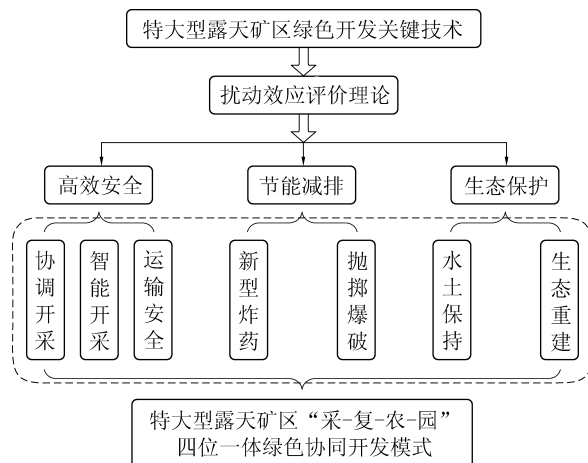 特大型露天矿区绿色开发关键技术
扰动效应评价理论
高效安全
节能减排
生态保护
协调开采
智能开采
运输安全
新型炸药
抛掷爆破
水土保持
生态重建
特大型露天矿区“采-复-农-园”
四位一体绿色协同开发模式